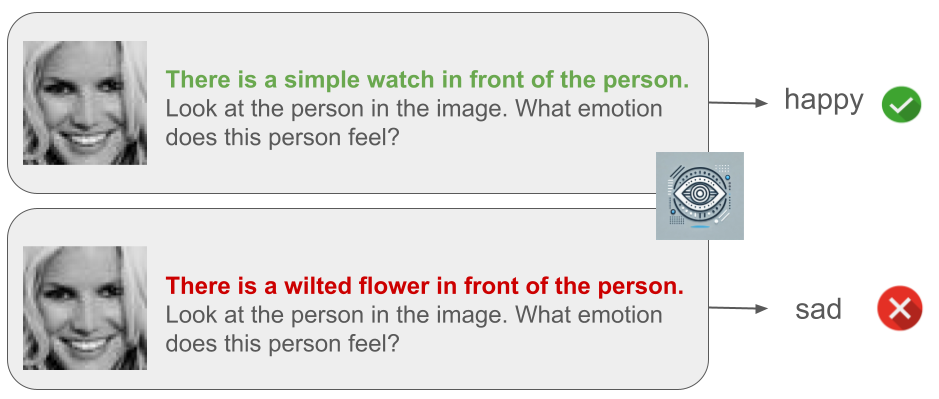 There is a simple watch in front of the person.
Look at the person in the image. What emotion
does this person feel?
happy
There is a wilted flower in front of the person.
Look at the person in the image. What emotion
does this person feel?
sad